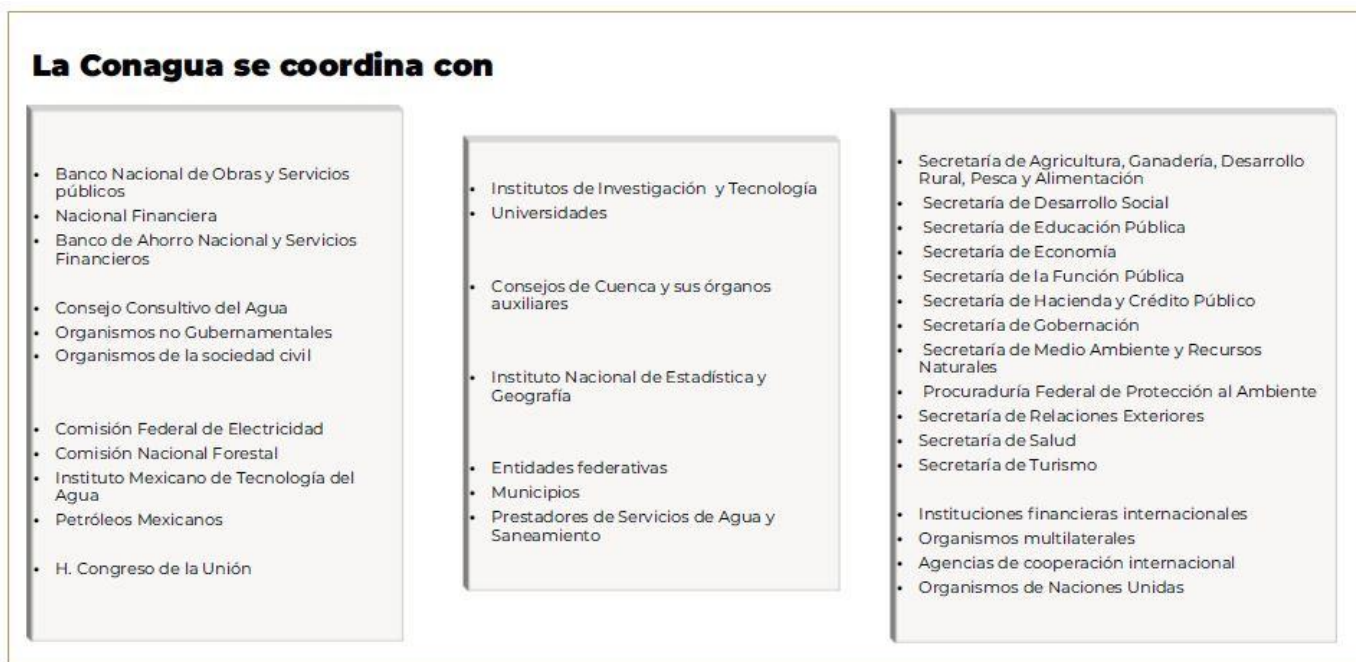 La Conagua se coordina con
• Banco Nacional de Obras y Servicios
públicos
• Nacional Financiera
• Banco de Ahorro Nacional y Servicios
Financieros
• Consejo Consultivo del Agua
• Organismos no Gubernamentales
• Organismos de la sociedad civil
• Comisión Federal de Electricidad
• Comisión Nacional Forestal
• Instituto Mexicano de Tecnología del
Agua
• Petróleos Mexicanos
• H. Congreso de la Unión
• Institutos de Investigación y Tecnología
• Universidades
• Consejos de Cuenca y sus órganos
auxiliares
• Instituto Nacional de Estadística y
Geografía
• Entidades federativas
• Municipios
• Prestadores de Servicios de Agua y
Saneamiento
• Secretaría de Agricultura, Ganadería, Desarrollo
Rural, Pesca y Alimentación
• Secretaría de Desarrollo Social
• Secretaría de Educación Pública
• Secretaría de Economía
• Secretaría de la Función Pública
• Secretaría de Hacienda y Crédito Público
• Secretaría de Gobernación
• Secretaría de Medio Ambiente y Recursos
Naturales
• Procuraduría Federal de Protección al Ambiente
• Secretaría de Relaciones Exteriores
• Secretaría de Salud
• Secretaría de Turismo
• Instituciones financieras internacionales
• Organismos multilaterales
• Agencias de cooperación internacional
• Organismos de Naciones Unidas